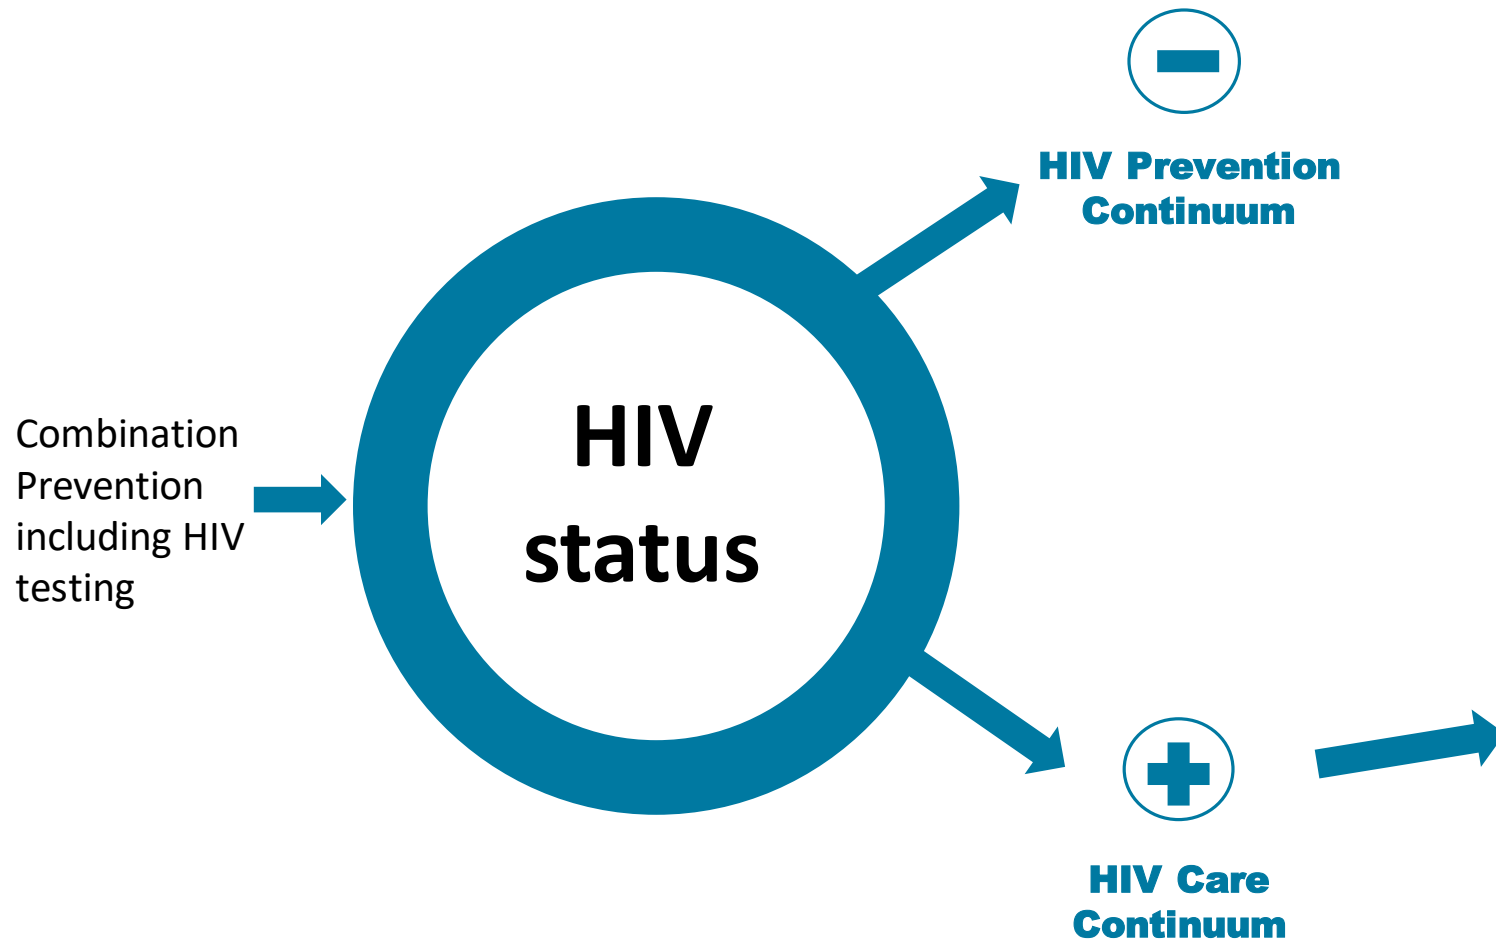 HIV Prevention
Continuum
HIV
status
Combination
Prevention
including HIV
testing
HIV Care
Continuum